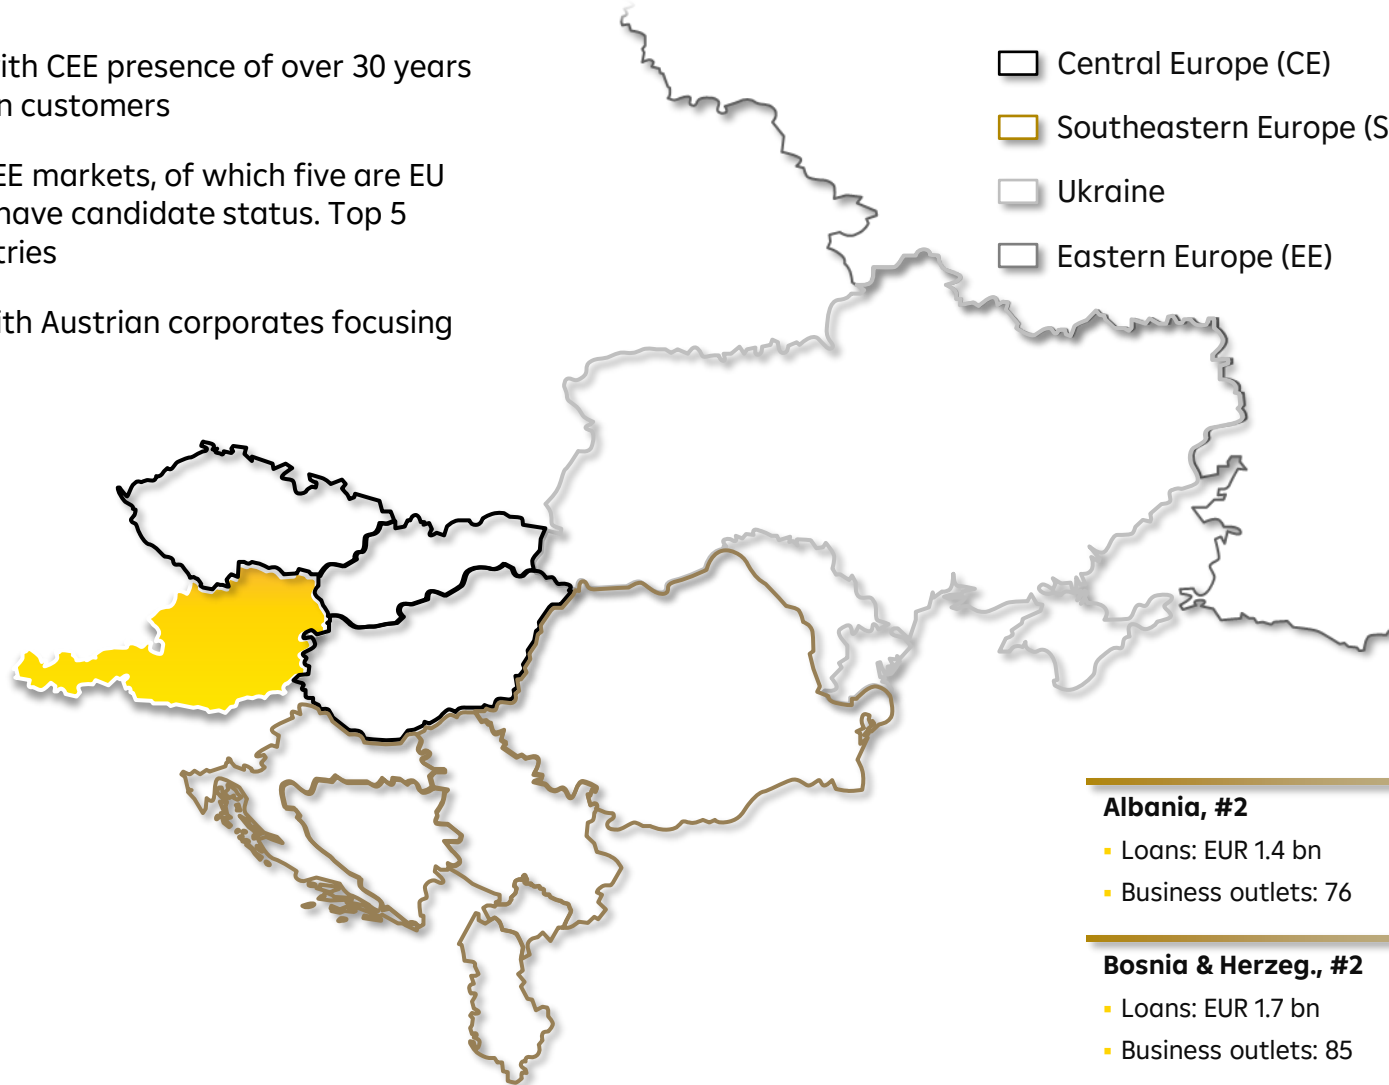 ith CEE presence of over 30 years
n customers
EE markets, of which five are EU
have candidate status. Top 5
tries
ith Austrian corporates focusing
Central Europe (CE)
Southeastern Europe (S
Ukraine
Eastern Europe (EE)
Albania, #2
▪ Loans: EUR 1.4 bn
▪ Business outlets: 76
Bosnia & Herzeg., #2
▪ Loans: EUR 1.7 bn
▪ Business outlets: 85